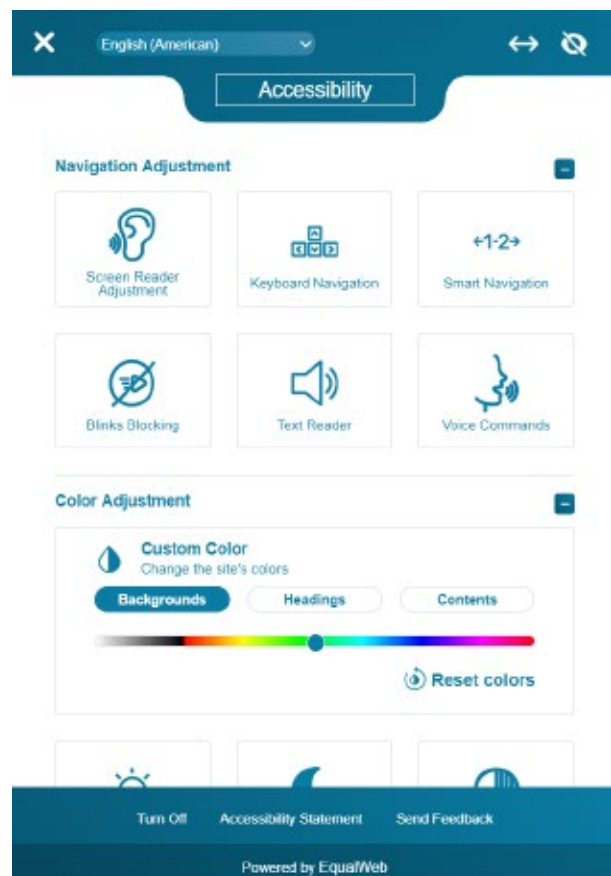 English (American)
Accessibility
Navigation Adjustment
Screen Reader
Adjustment
Keyboard Navigation
←1-2→
Smart Navigation
Blinks Blocking
Text Reader
Voice Commands
Color Adjustment
Custom Color
Change the site's colors
Backgrounds
Headings
Contents
Reset colors
Turn Off
Accessibility Statement
Send Feedback
Powered by EqualWeb